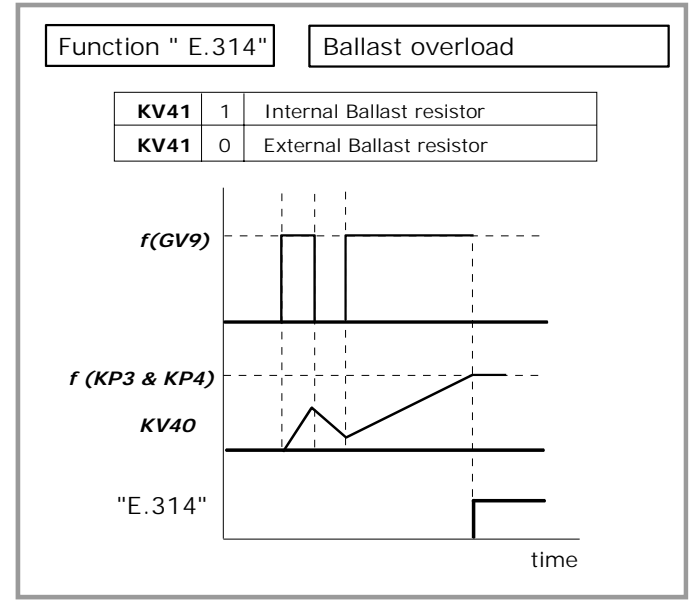 Function " E.314" Ballast overload
KV41 1 Internal Ballast resistor
KV41 0 External Ballast resistor
f(GV9)
f (KP3 & KP4)
KV40
"E.314"
time